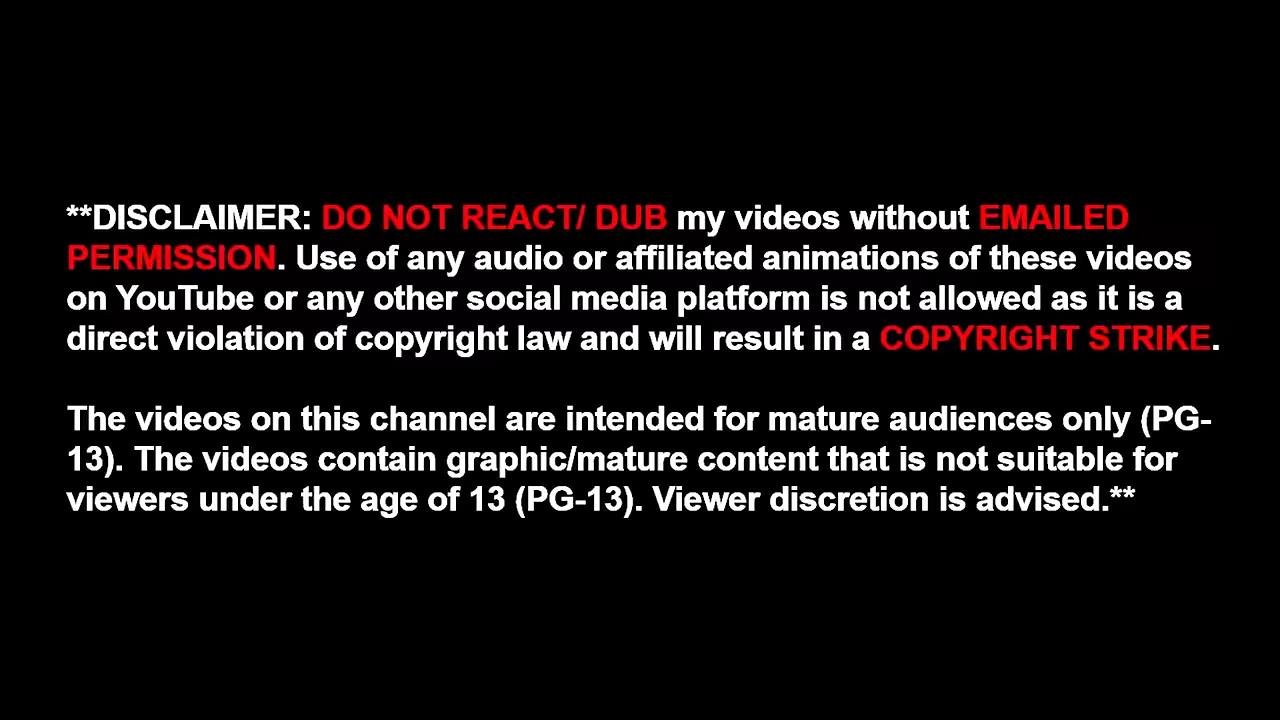 **DISCLAIMER: DO NOT REACT/ DUB my videos without EMAILED
PERMISSION. Use of any audio or affiliated animations of these videos
on YouTube or any other social media platform is not allowed as it is a
direct violation of copyright law and will result in a COPYRIGHT STRIKE.
The videos on this channel are intended for mature audiences only (PG-
13). The videos contain graphic/mature content that is not suitable for
viewers under the age of 13 (PG-13). Viewer discretion is advised.**